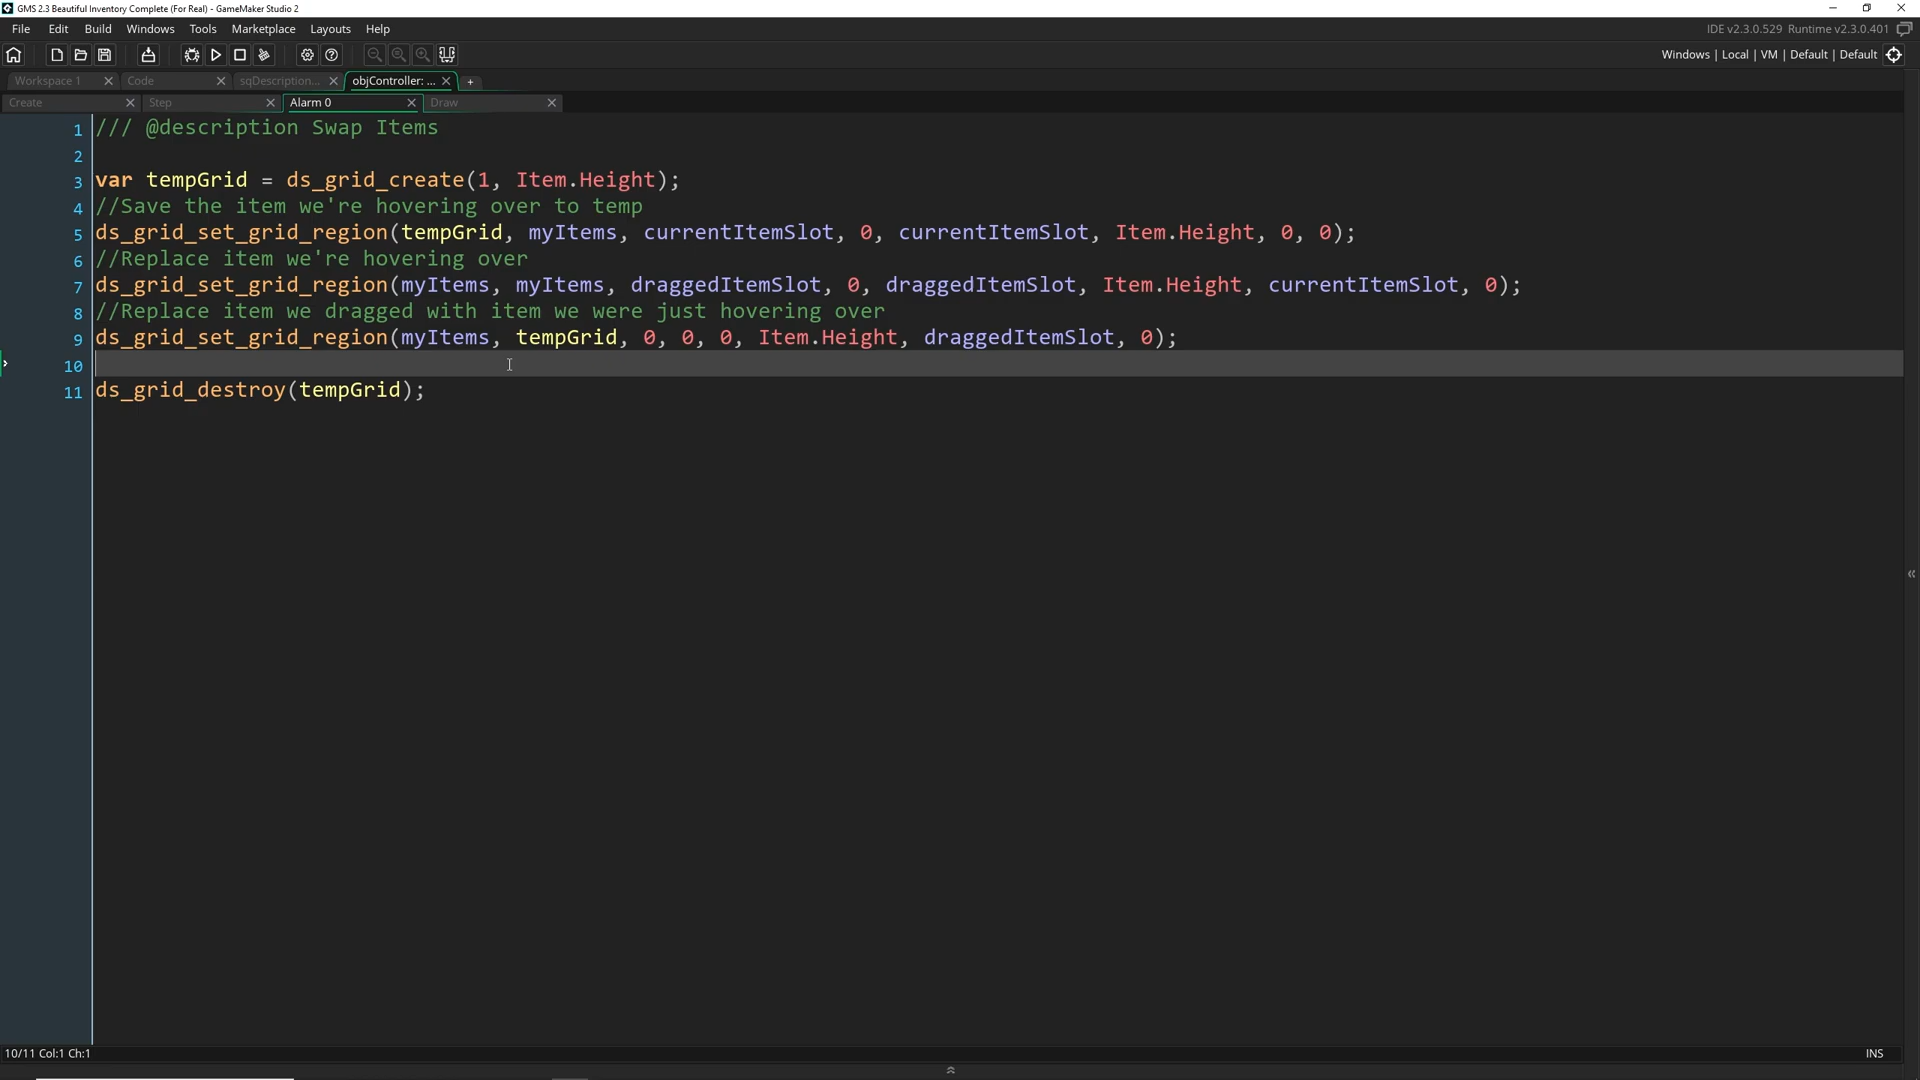 GMS 2.3 Beautiful Inventory Complete (For Real) - GameMaker Studio 2
File Edit Build Windows Tools Marketplace Layouts Help
IDE v2.3.0.529 Runtime v2.3.0.401
Windows | Local | VM | Default | Default
Workspace 1 Code sqDescription... objController: ... +
Create Step Alarm 0 Draw
1 /// @description Swap Items
2
3 var tempGrid = ds_grid_create(1, Item.Height);
4 //Save the item we're hovering over to temp
5 ds_grid_set_grid_region(tempGrid, myItems, currentItemSlot, 0, currentItemSlot, Item.Height, 0, 0);
6 //Replace item we're hovering over
7 ds_grid_set_grid_region(myItems, myItems, draggedItemSlot, 0, draggedItemSlot, Item.Height, currentItemSlot, 0);
8 //Replace item we dragged with item we were just hovering over
9 ds_grid_set_grid_region(myItems, tempGrid, 0, 0, 0, Item.Height, draggedItemSlot, 0);
10
11 ds_grid_destroy(tempGrid);
10/11 Col:1 Ch:1 INS